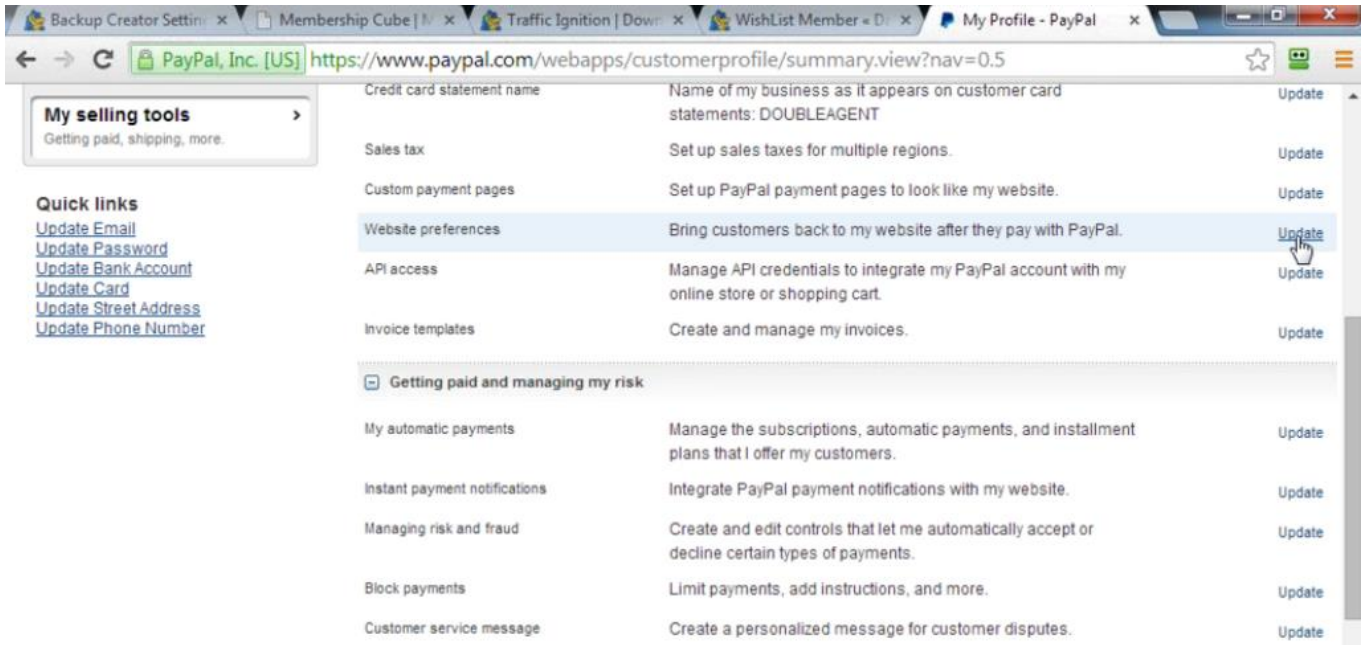 Backup Creator Settin
Membership Cube | M
Traffic Ignition | Down
WishList Member « D
My Profile - PayPal
PayPal, Inc. [US] https://www.paypal.com/webapps/customerprofile/summary.view?nav=0.5
My selling tools
Getting paid, shipping, more.
Quick links
Update Email
Update Password
Update Bank Account
Update Card
Update Street Address
Update Phone Number
Credit card statement name
Name of my business as it appears on customer card
statements: DOUBLEAGENT
Update
Sales tax
Set up sales taxes for multiple regions.
Update
Custom payment pages
Set up PayPal payment pages to look like my website.
Update
Website preferences
Bring customers back to my website after they pay with PayPal.
Update
API access
Manage API credentials to integrate my PayPal account with my
online store or shopping cart.
Update
Invoice templates
Create and manage my invoices.
Update
Getting paid and managing my risk
My automatic payments
Manage the subscriptions, automatic payments, and installment
plans that I offer my customers.
Update
Instant payment notifications
Integrate PayPal payment notifications with my website.
Update
Managing risk and fraud
Create and edit controls that let me automatically accept or
decline certain types of payments.
Update
Block payments
Limit payments, add instructions, and more.
Update
Customer service message
Create a personalized message for customer disputes.
Update